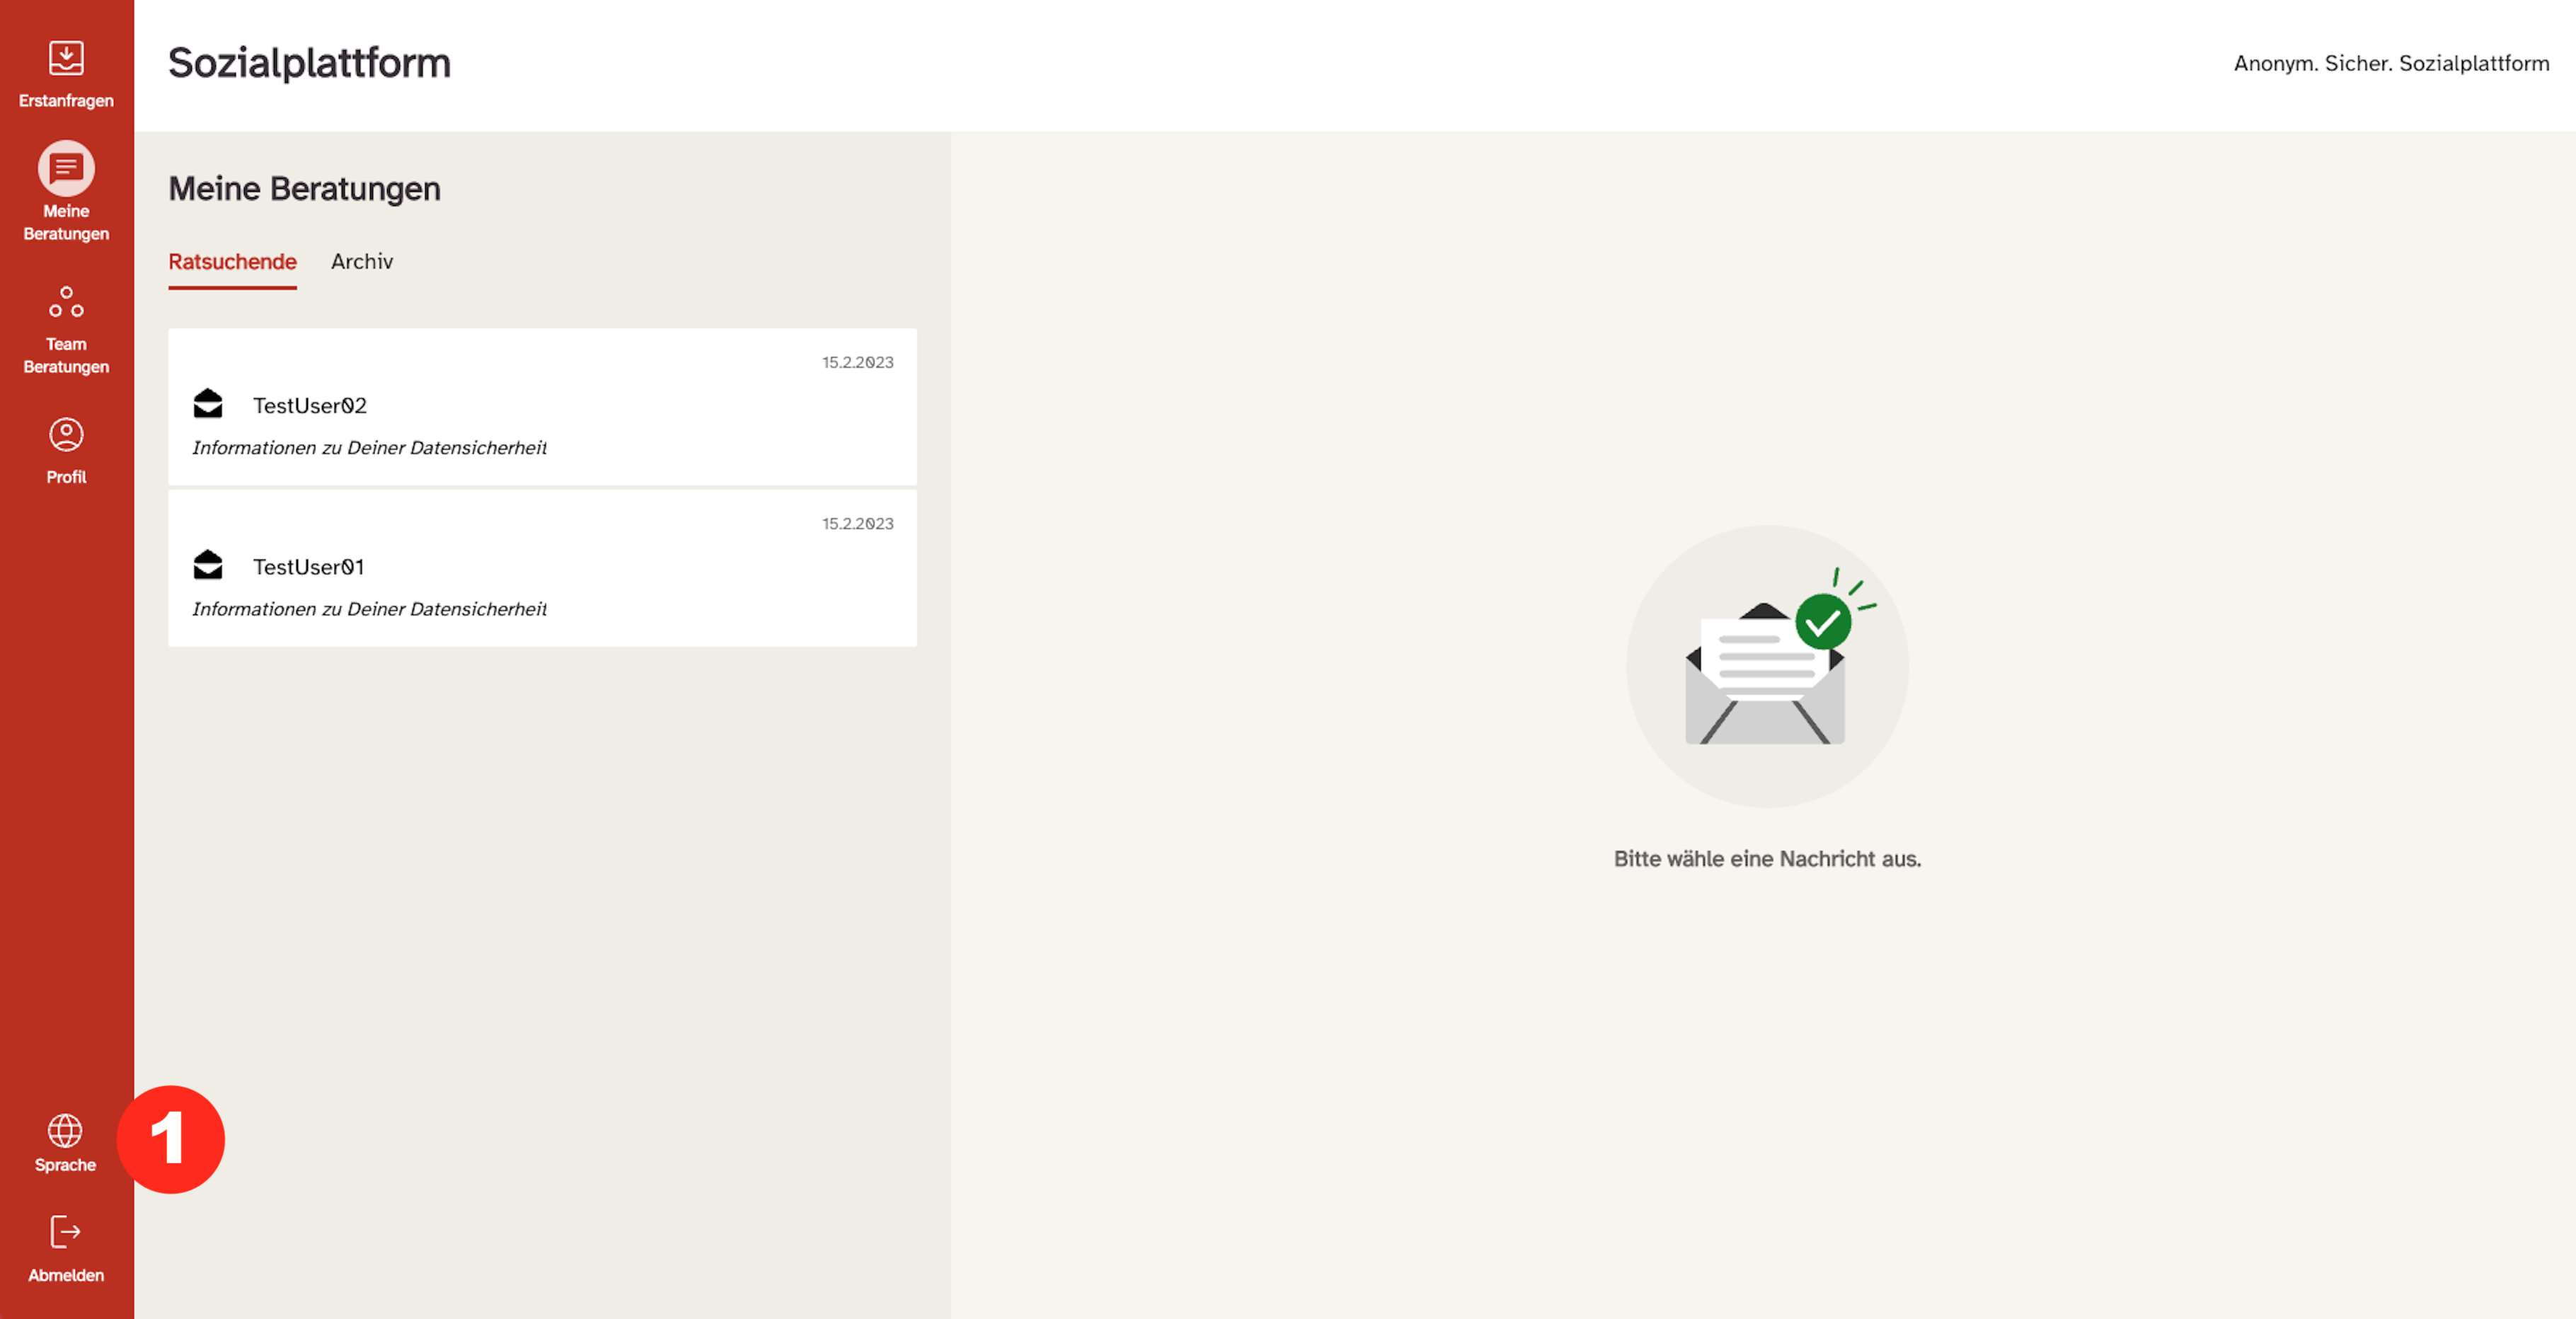 Sozialplattform
Anonym. Sicher. Sozialplattform
Erstanfragen
Meine
Beratungen
Team
Beratungen
Profil
Meine Beratungen
Ratsuchende
Archiv
15.2.2023
TestUser02
Informationen zu Deiner Datensicherheit
15.2.2023
TestUser01
Informationen zu Deiner Datensicherheit
Bitte wähle eine Nachricht aus.
Sprache
1
Abmelden